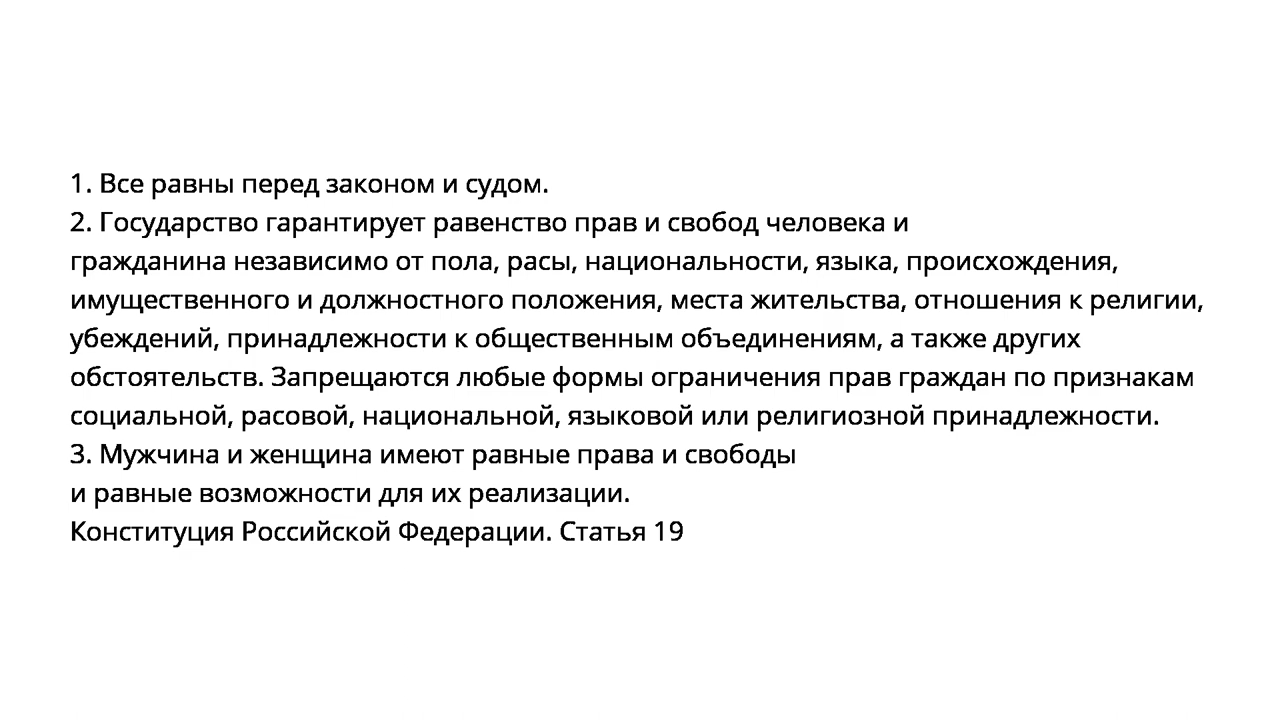 1. Все равны перед законом и судом.
2. Государство гарантирует равенство прав и свобод человека и
гражданина независимо от пола, расы, национальности, языка, происхождения,
имущественного и должностного положения, места жительства, отношения к религии,
убеждений, принадлежности к общественным объединениям, а также других
обстоятельств. Запрещаются любые формы ограничения прав граждан по признакам
социальной, расовой, национальной, языковой или религиозной принадлежности.
3. Мужчина и женщина имеют равные права и свободы
и равные возможности для их реализации.
Конституция Российской Федерации. Статья 19